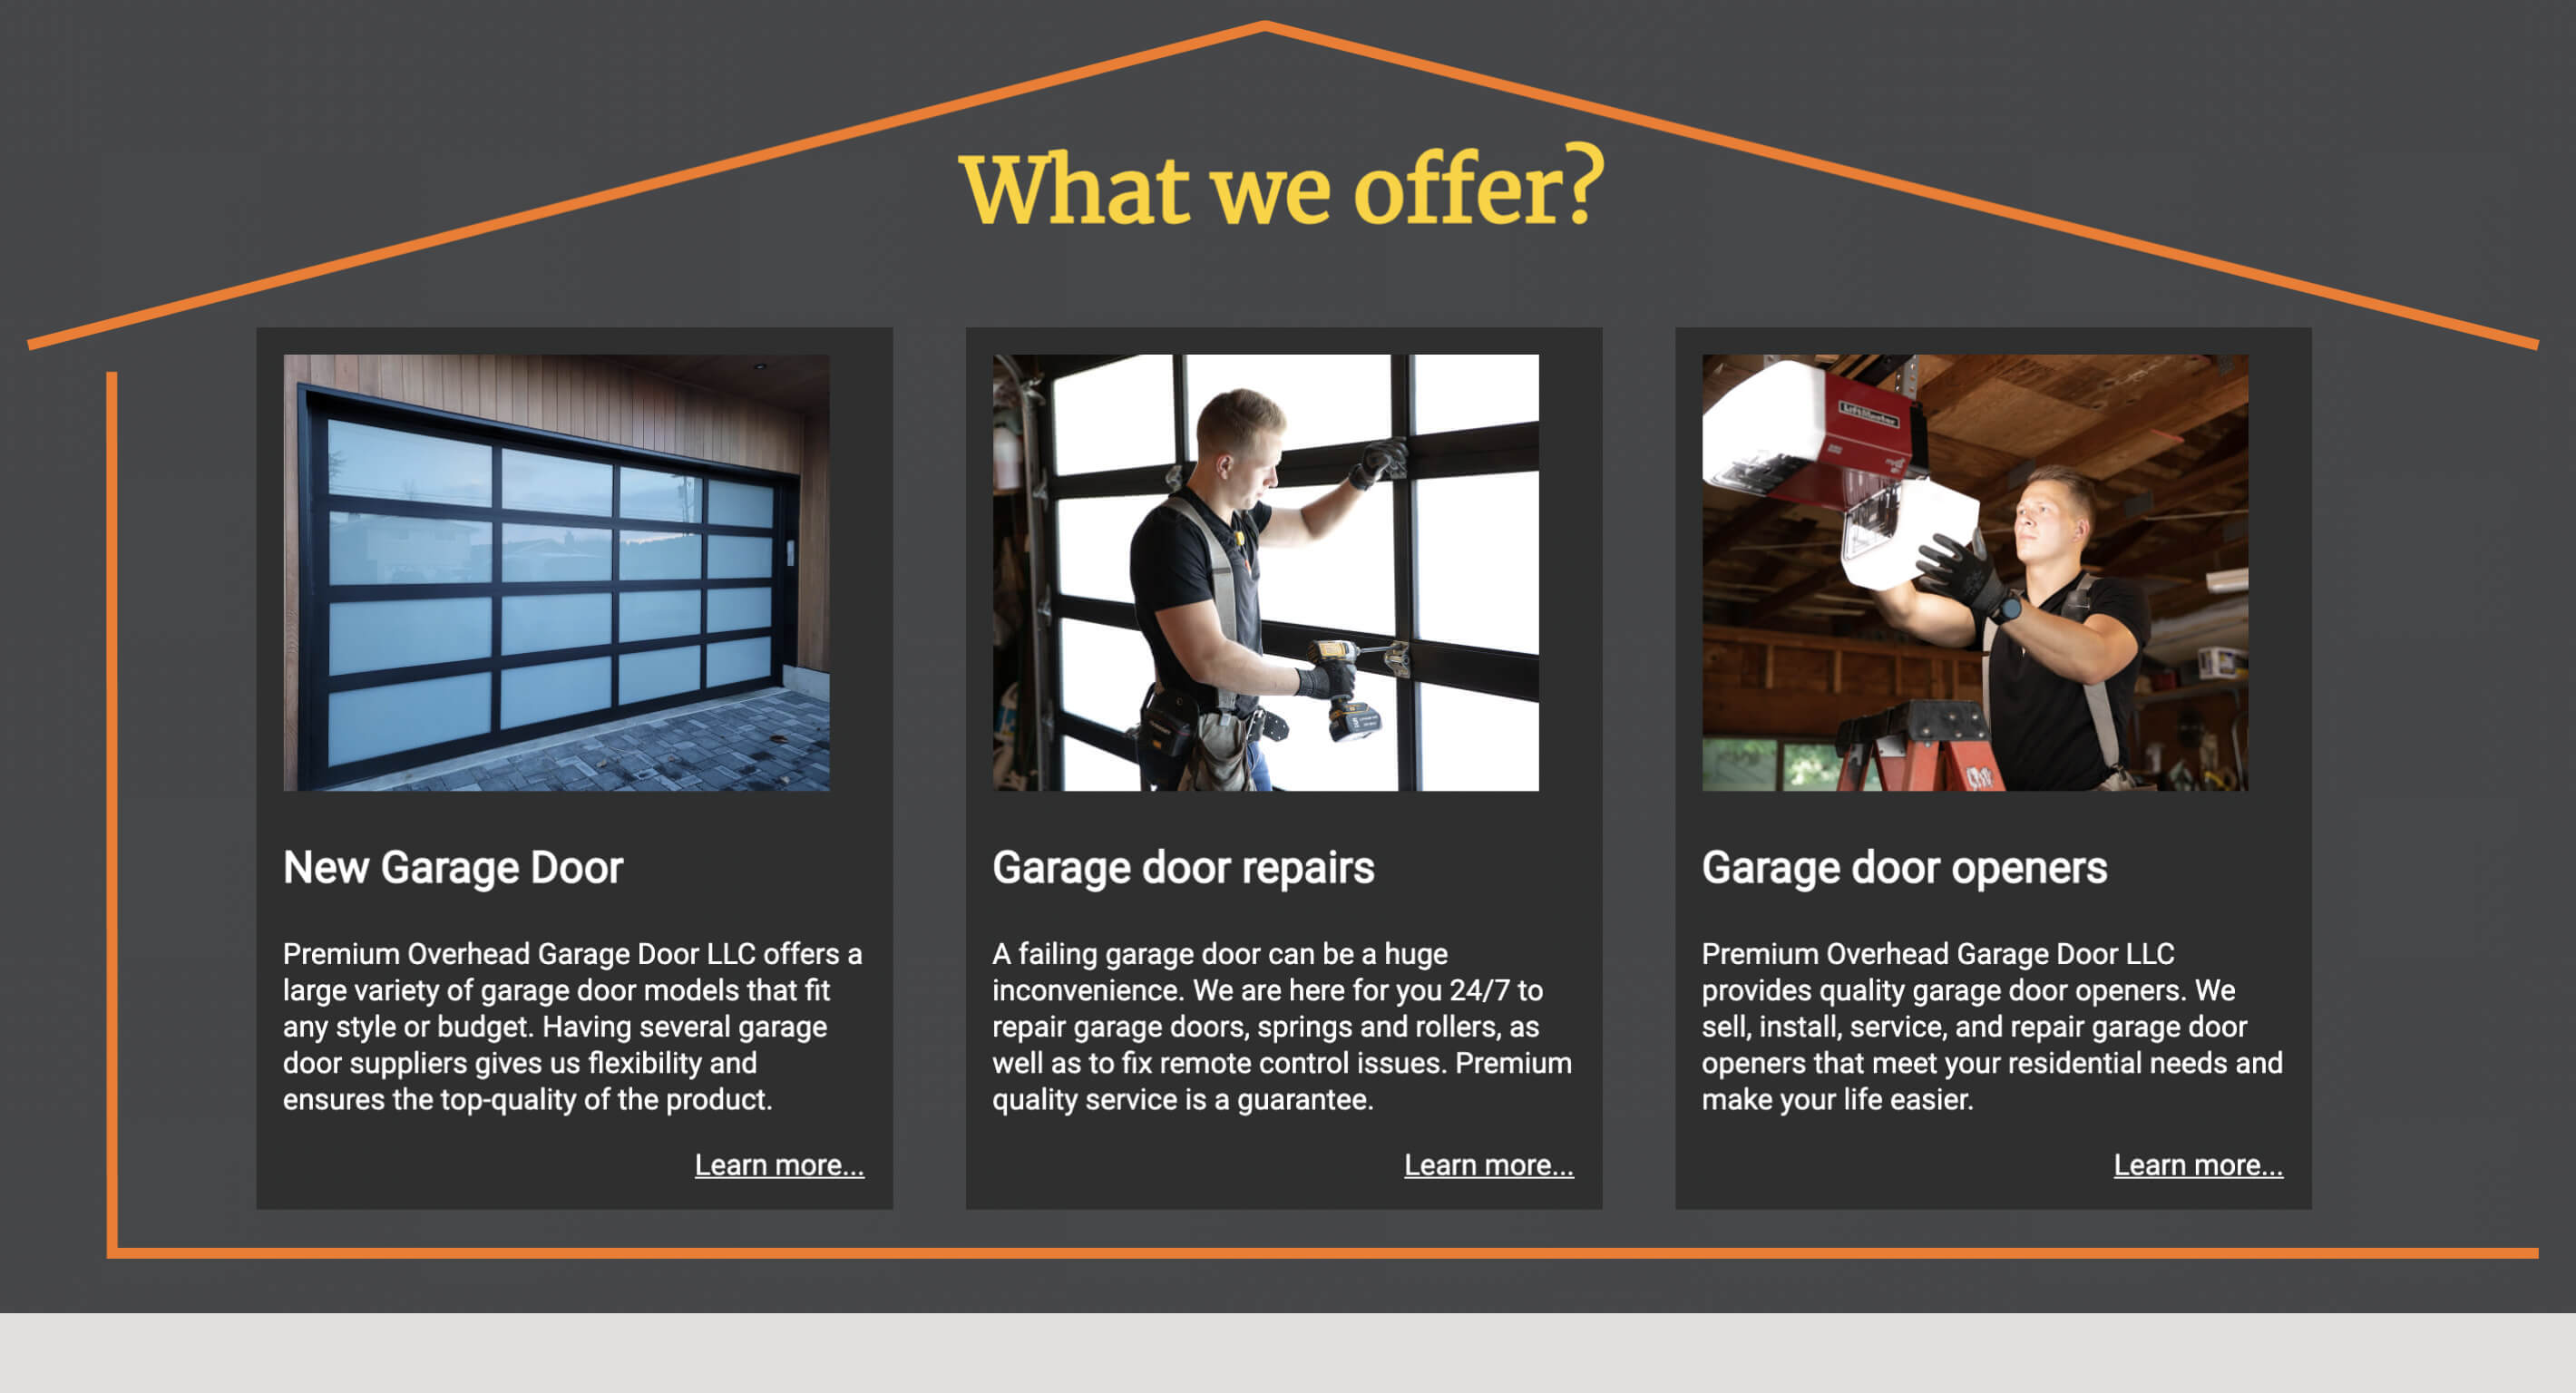 What we offer?
LiftMaster
New Garage Door
Premium Overhead Garage Door LLC offers a
large variety of garage door models that fit
any style or budget. Having several garage
door suppliers gives us flexibility and
ensures the top-quality of the product.
Learn more...
Garage door repairs
A failing garage door can be a huge
inconvenience. We are here for you 24/7 to
repair garage doors, springs and rollers, as
well as to fix remote control issues. Premium
quality service is a guarantee.
Learn more...
Garage door openers
Premium Overhead Garage Door LLC
provides quality garage door openers. We
sell, install, service, and repair garage door
openers that meet your residential needs and
make your life easier.
Learn more...